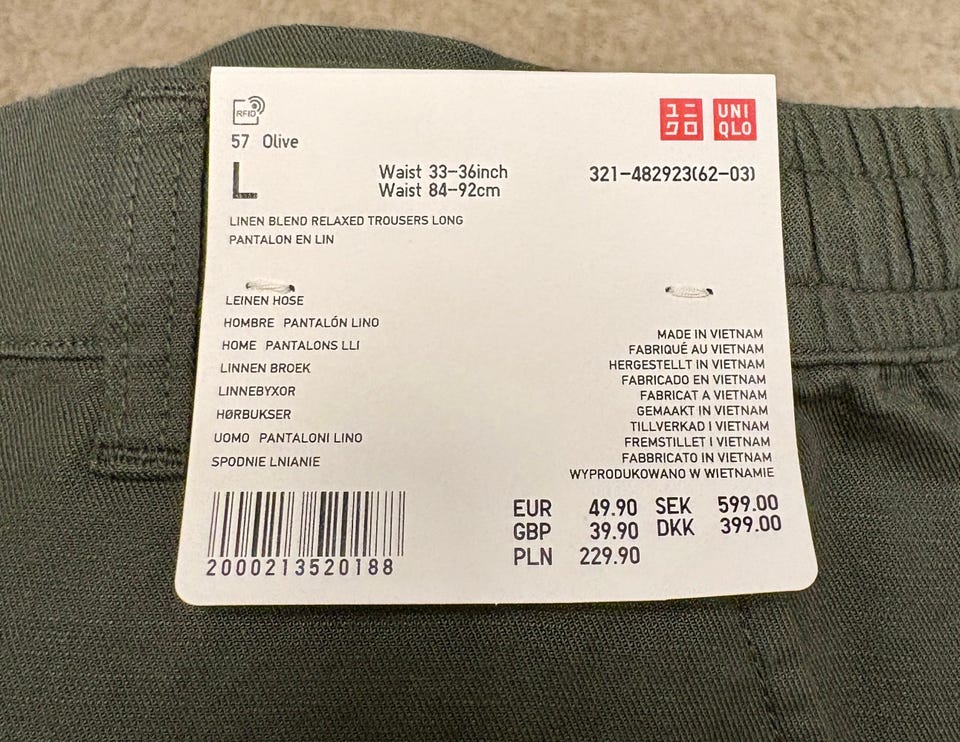 RFID
ユニ
クロ
UNI
QLO
57 Olive
L
Waist 33-36inch
Waist 84-92cm
321-482923(62-03)
LINEN BLEND RELAXED TROUSERS LONG
PANTALON EN LIN
LEINEN HOSE
HOMBRE PANTALÓN LINO
HOME PANTALONS LLI
LINNEN BROEK
LINNEBYXOR
HØRBUKSER
UOMO PANTALONI LINO
SPODNIE LNIANIE
MADE IN VIETNAM
FABRIQUÉ AU VIETNAM
HERGESTELLT IN VIETNAM
FABRICADO EN VIETNAM
FABRICAT A VIETNAM
GEMAAKT IN VIETNAM
TILLVERKAD I VIETNAM
FREMSTILLET I VIETNAM
FABBRICATO IN VIETNAM
WYPRODUKOWANO W WIETNAMIE
2000213520188
EUR 49.90 SEK 599.00
GBP 39.90 DKK 399.00
PLN 229.90